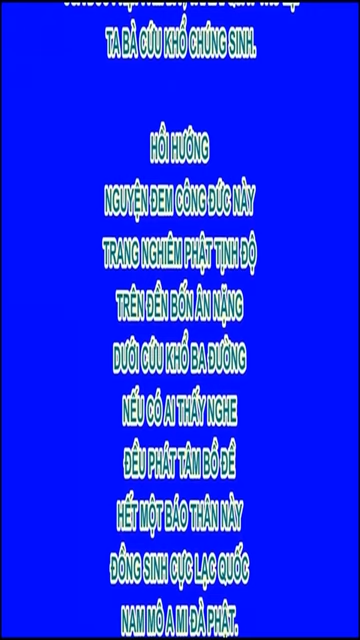 TA BÀ CỨU KHỔ CHÚNG SINH.
HỒI HƯỚNG
NGUYỆN ĐEM CÔNG ĐỨC NÀY
TRANG NGHIÊM PHẬT TỊNH ĐỘ
TRÊN ĐỀN BỐN ÂN NẶNG
DƯỚI CỨU KHỔ BA ĐƯỜNG
NẾU CÓ AI THẤY NGHE
ĐỀU PHÁT TÂM BỒ ĐỀ
HẾT MỘT BÁO THÂN NÀY
ĐỒNG SINH CỰC LẠC QUỐC
NAM MÔ A MI ĐÀ PHẬT.